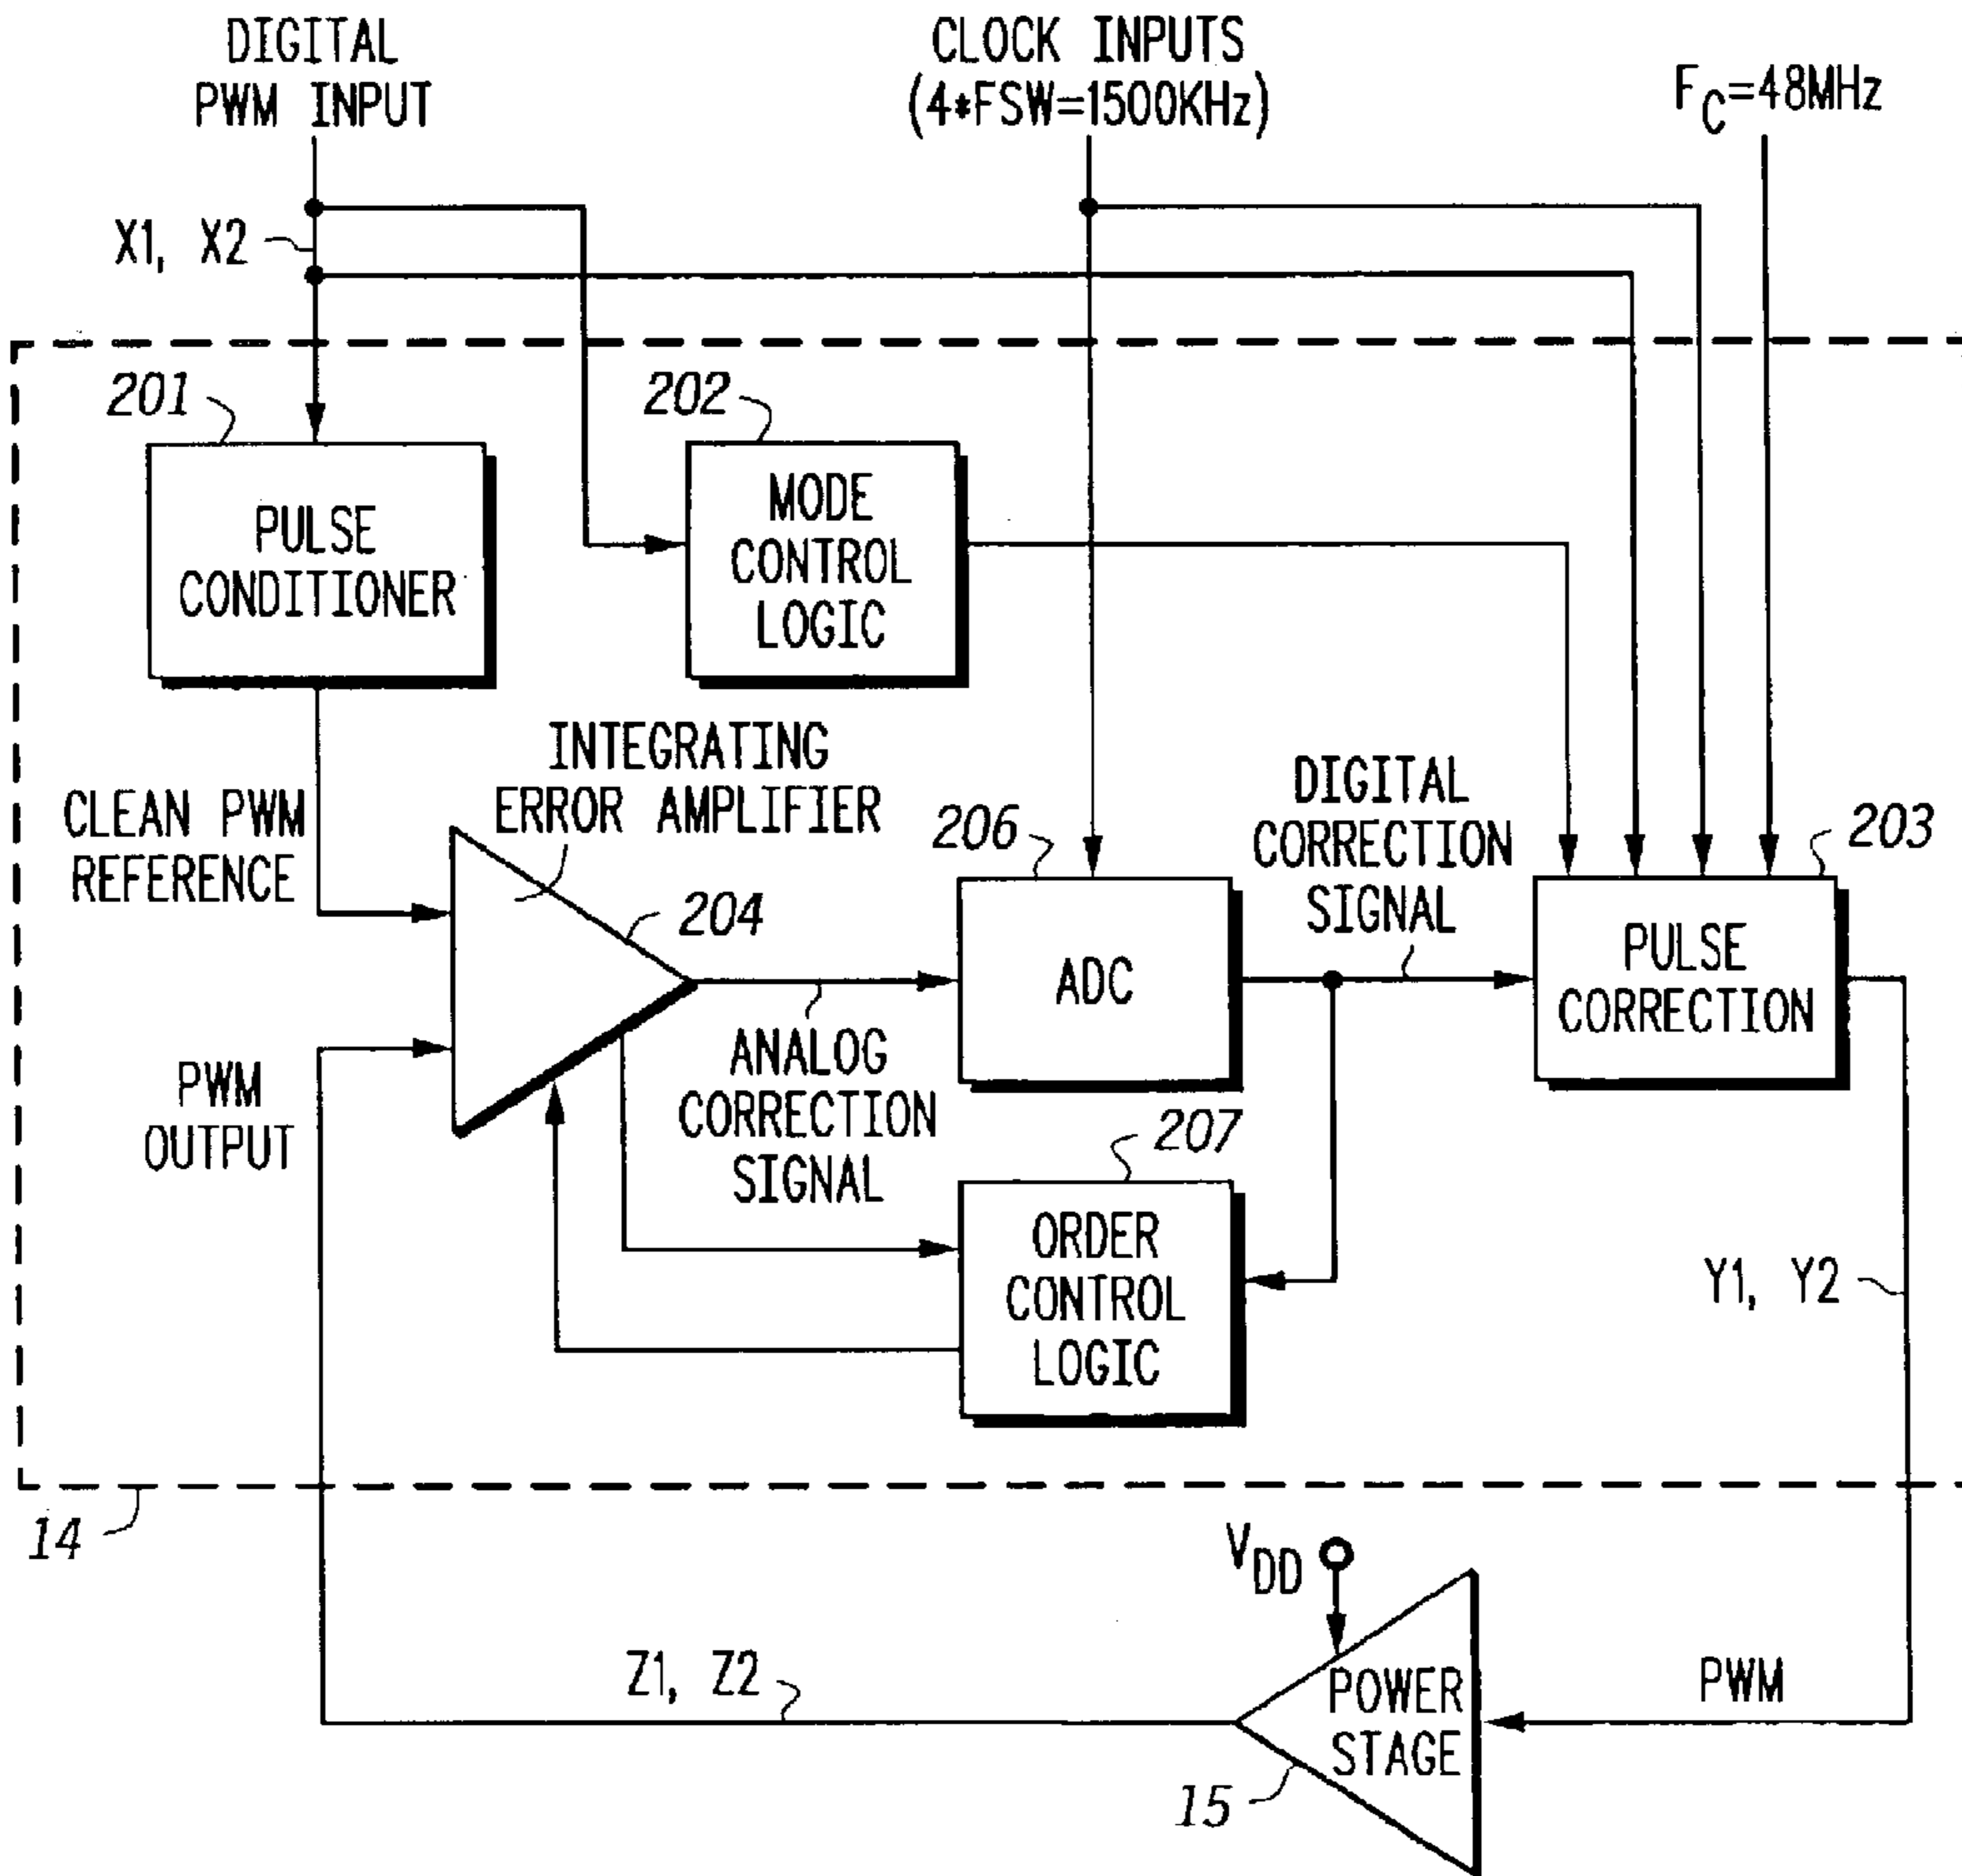 DIGITAL
PWM INPUT
CLOCK INPUTS
(4*FSW=1500KHz)
FC=48MHz
X1, X2
201
202
PULSE
CONDITIONER
MODE
CONTROL
LOGIC
INTEGRATING
ERROR AMPLIFIER
CLEAN PWM
REFERENCE
204
206
DIGITAL
CORRECTION
SIGNAL
203
ADC
PULSE
CORRECTION
PWM
OUTPUT
ANALOG
CORRECTION
SIGNAL
207
ORDER
CONTROL
LOGIC
Y1, Y2
14
VDD
Z1, Z2
POWER
STAGE
PWM
15